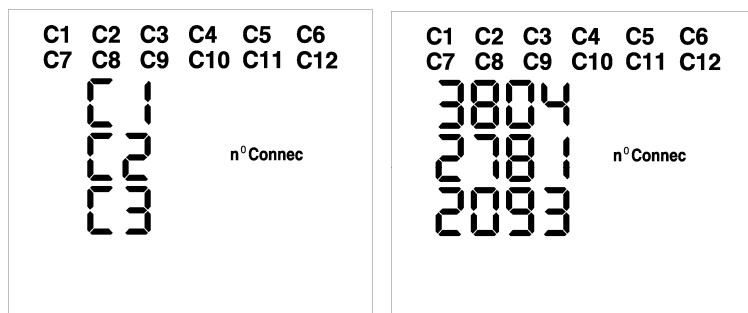 C1 C2 C3 C4 C5 C6
C7 C8 C9 C10 C11 C12
C1
C2
n⁰Connec
C3
C1 C2 C3 C4 C5 C6
C7 C8 C9 C10 C11 C12
3804
2781
n⁰Connec
2093